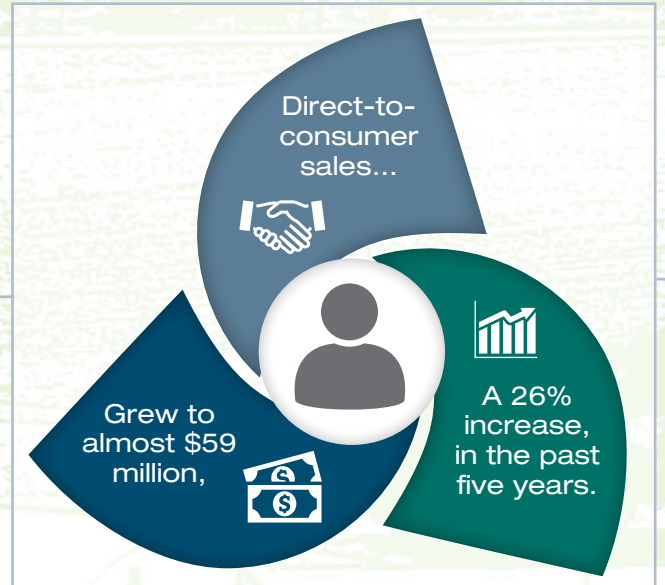 Direct-to-
consumer
sales...
Grew to
almost $59
million,
A 26%
increase,
in the past
five years.